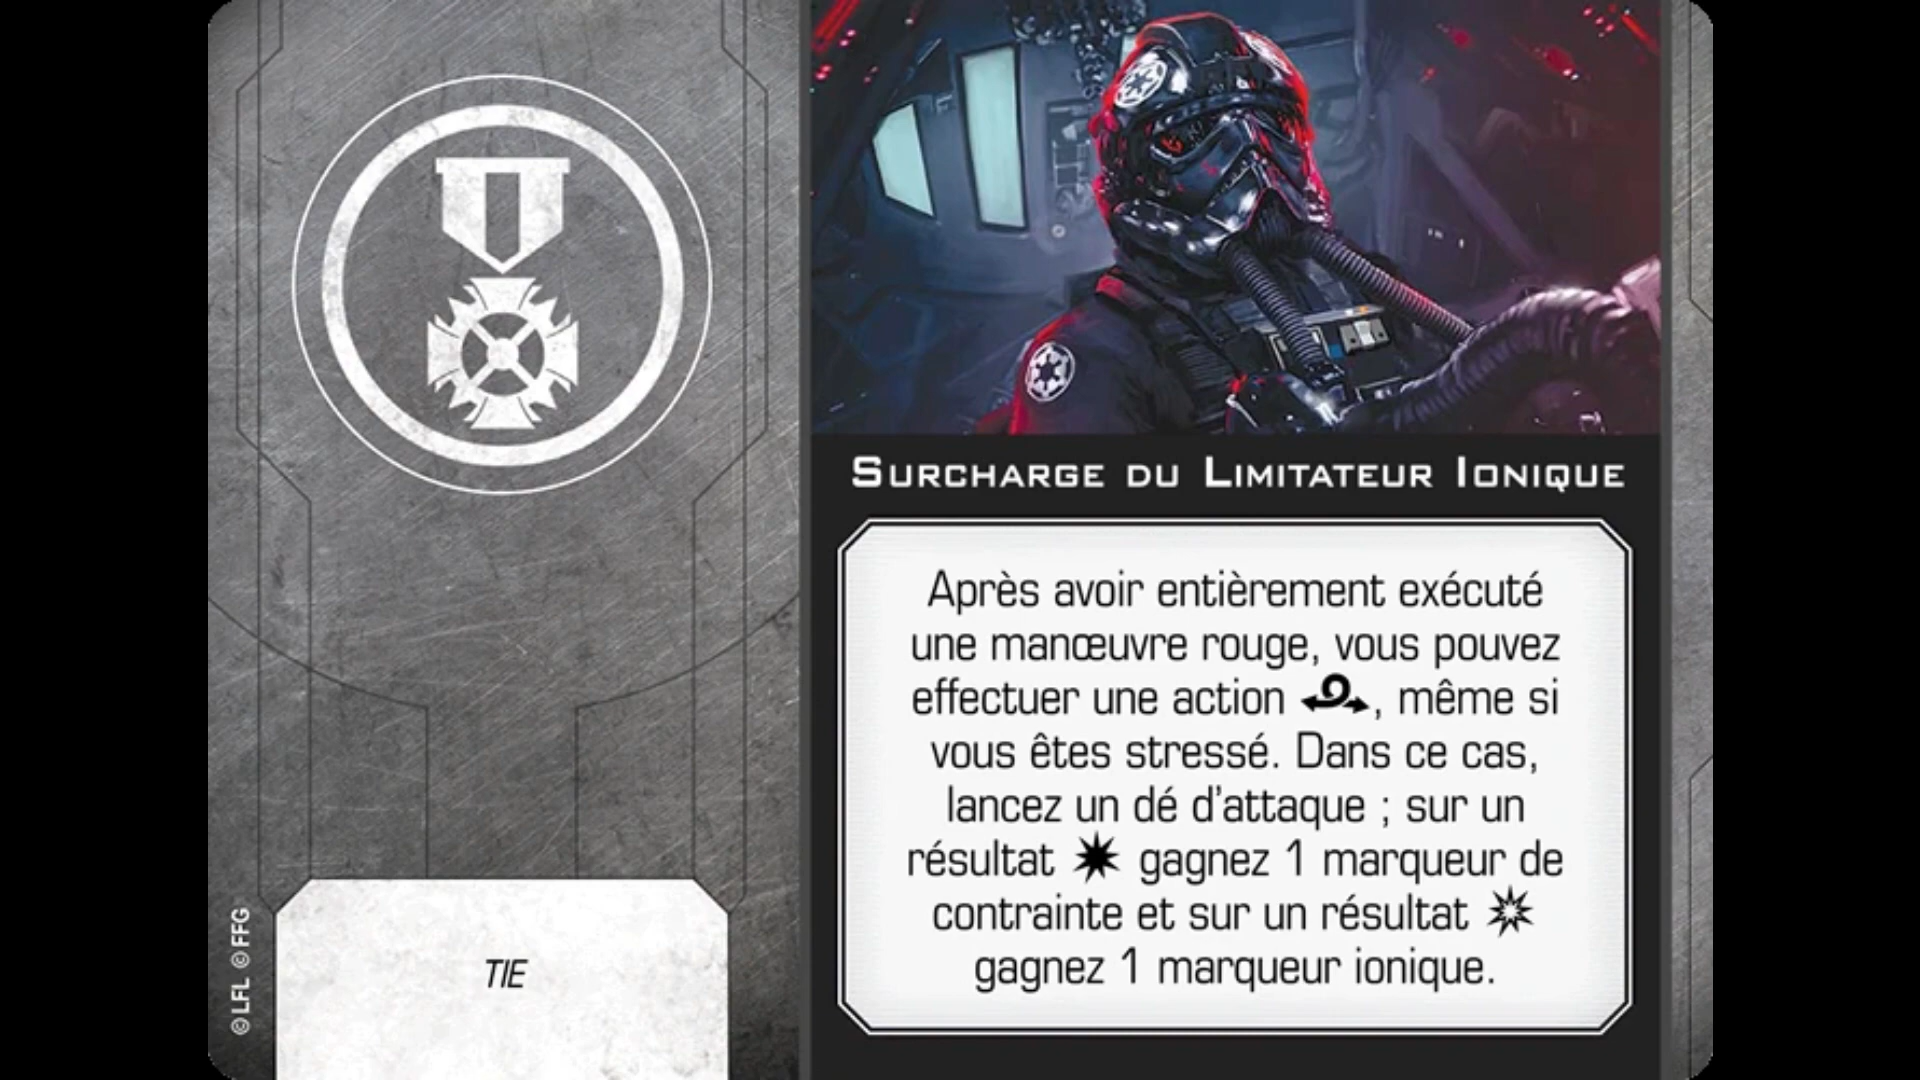 Surcharge du Limitateur Ionique
Après avoir entièrement exécuté
une manœuvre rouge, vous pouvez
effectuer une action , même si
vous êtes stressé. Dans ce cas,
lancez un dé d'attaque ; sur un
résultat gagnez 1 marqueur de
contrainte et sur un résultat
gagnez 1 marqueur ionique.
TIE
© LFL © FFG